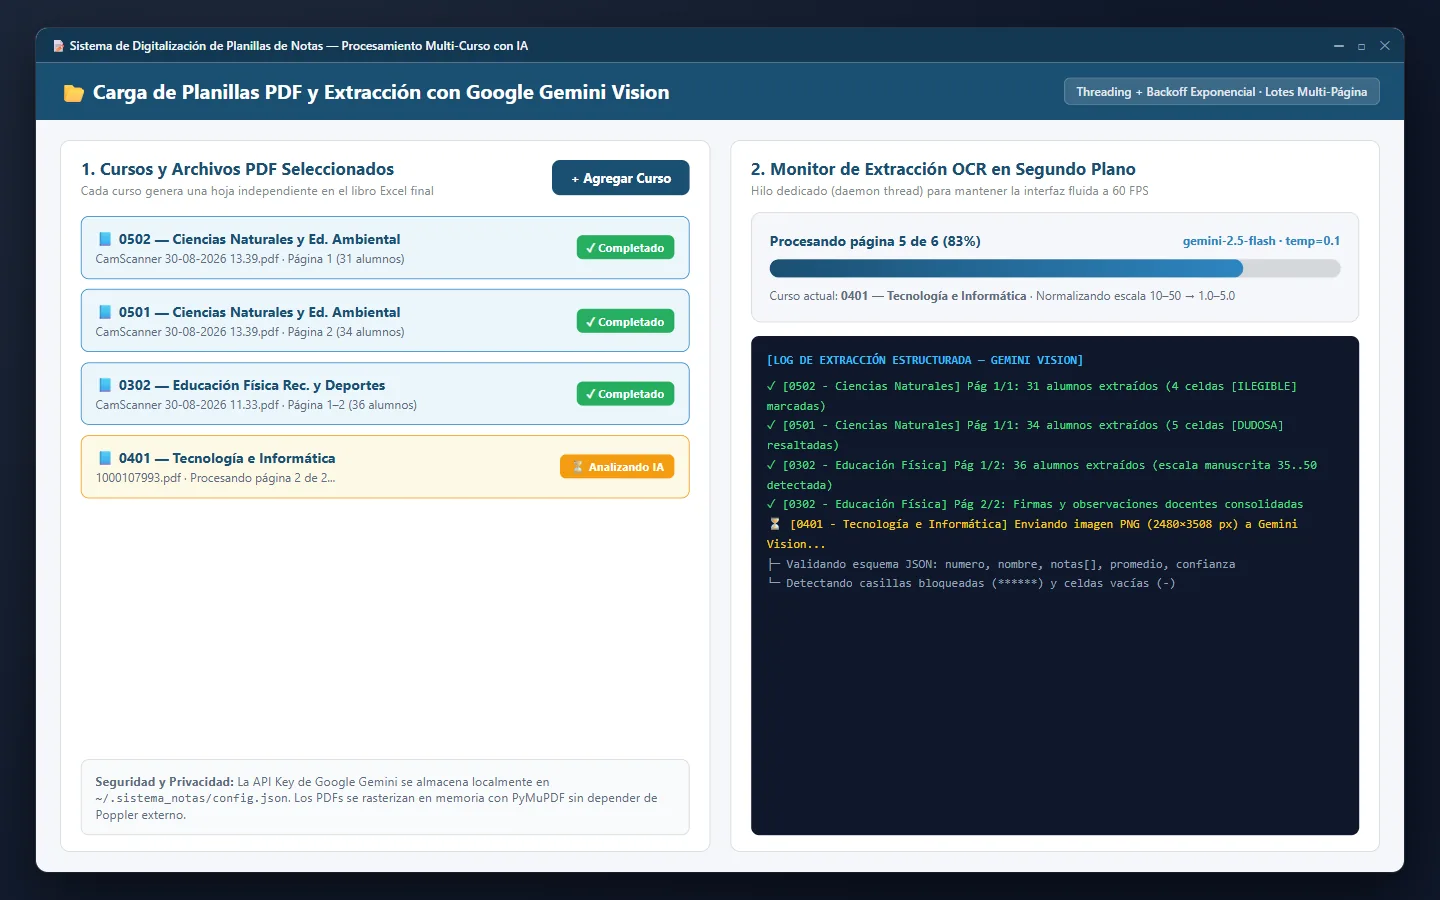 Sistema de Digitalización de Planillas de Notas — Procesamiento Multi-Curso con IA
Carga de Planillas PDF y Extracción con Google Gemini Vision
Threading + Backoff Exponencial · Lotes Multi-Página
1. Cursos y Archivos PDF Seleccionados
Cada curso genera una hoja independiente en el libro Excel final
+ Agregar Curso
0502 — Ciencias Naturales y Ed. Ambiental
CamScanner 30-08-2026 13.39.pdf · Página 1 (31 alumnos)
✓ Completado
0501 — Ciencias Naturales y Ed. Ambiental
CamScanner 30-08-2026 13.39.pdf · Página 2 (34 alumnos)
✓ Completado
0302 — Educación Física Rec. y Deportes
CamScanner 30-08-2026 11.33.pdf · Página 1–2 (36 alumnos)
✓ Completado
0401 — Tecnología e Informática
1000107993.pdf · Procesando página 2 de 2...
⏳ Analizando IA
Seguridad y Privacidad: La API Key de Google Gemini se almacena localmente en
~/.sistema_notas/config.json. Los PDFs se rasterizan en memoria con PyMuPDF sin depender de
Poppler externo.
2. Monitor de Extracción OCR en Segundo Plano
Hilo dedicado (daemon thread) para mantener la interfaz fluida a 60 FPS
Procesando página 5 de 6 (83%)
gemini-2.5-flash · temp=0.1
Curso actual: 0401 — Tecnología e Informática · Normalizando escala 10–50 → 1.0–5.0
[LOG DE EXTRACCIÓN ESTRUCTURADA — GEMINI VISION]
✓ [0502 - Ciencias Naturales] Pág 1/1: 31 alumnos extraídos (4 celdas [ILEGIBLE]
marcadas)
✓ [0501 - Ciencias Naturales] Pág 1/1: 34 alumnos extraídos (5 celdas [DUDOSA]
resaltadas)
✓ [0302 - Educación Física] Pág 1/2: 36 alumnos extraídos (escala manuscrita 35..50
detectada)
✓ [0302 - Educación Física] Pág 2/2: Firmas y observaciones docentes consolidadas
⏳ [0401 - Tecnología e Informática] Enviando imagen PNG (2480×3508 px) a Gemini
Vision...
├─ Validando esquema JSON: numero, nombre, notas[], promedio, confianza
└─ Detectando casillas bloqueadas (******) y celdas vacías (-)